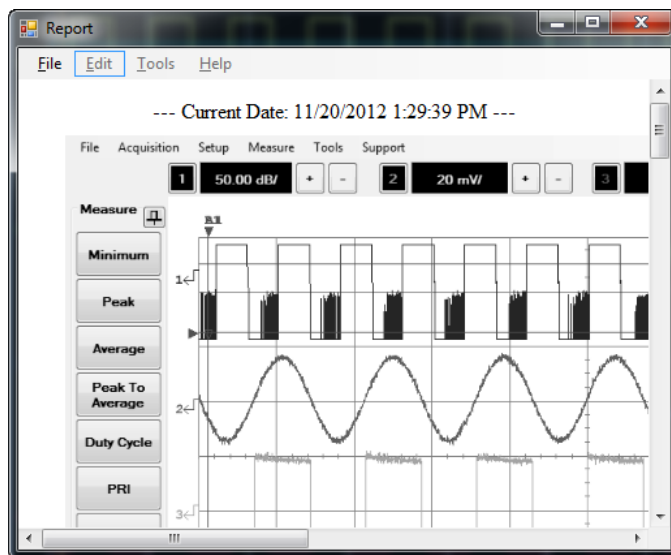 Report
File Edit Tools Help
--- Current Date: 11/20/2012 1:29:39 PM ---
File Acquisition Setup Measure Tools Support
1 50.00 dB/ + - 2 20 mV/ + - 3
Measure
R1
Minimum
1
Peak
Average
Peak To
Average
2
Duty Cycle
PRI
3